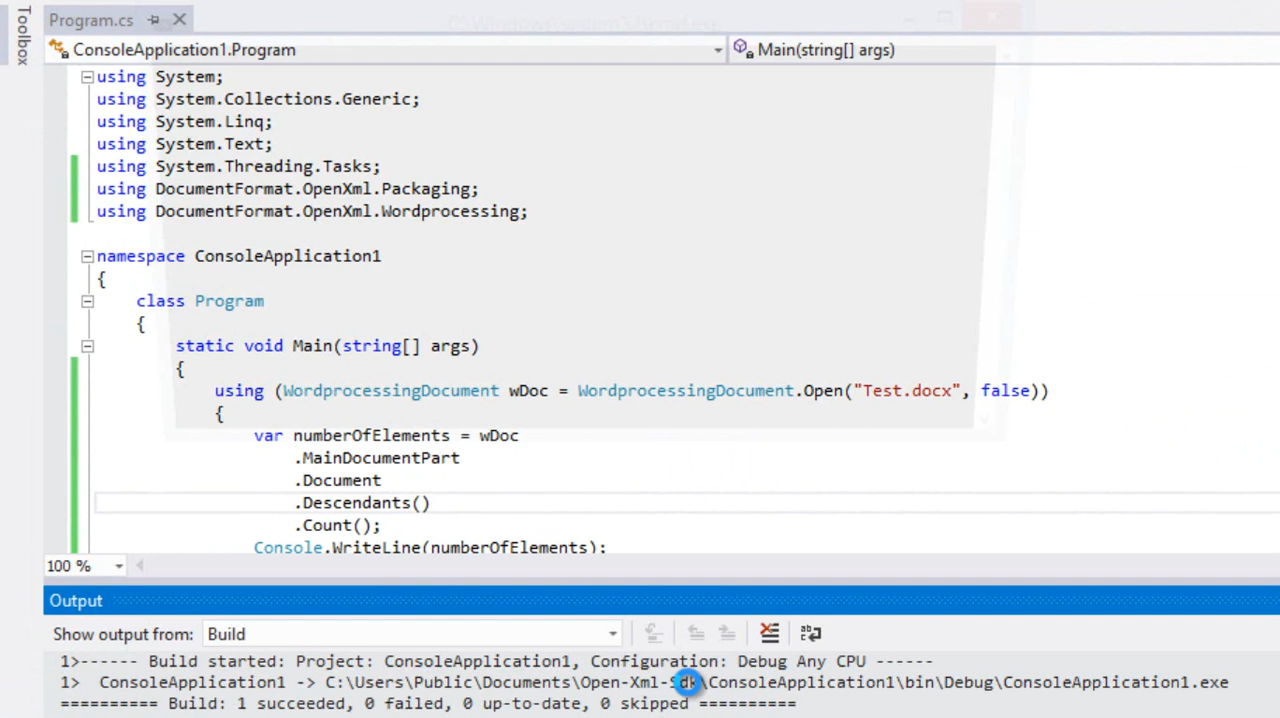 Toolbox
Program.cs
C:\Windows\system32\cmd.exe
ConsoleApplication1.Program
Main(string[] args)
using System;
using System.Collections.Generic;
using System.Linq;
using System.Text;
using System.Threading.Tasks;
using DocumentFormat.OpenXml.Packaging;
using DocumentFormat.OpenXml.Wordprocessing;
namespace ConsoleApplication1
{
class Program
{
static void Main(string[] args)
{
using (WordprocessingDocument wDoc = WordprocessingDocument.Open("Test.docx", false))
{
var numberOfElements = wDoc
.MainDocumentPart
.Document
.Descendants()
.Count();
Console.WriteLine(numberOfElements);
100 %
Output
Show output from: Build
1>------ Build started: Project: ConsoleApplication1, Configuration: Debug Any CPU ------
1>  ConsoleApplication1 -> C:\Users\Public\Documents\Open-Xml-Sdk\ConsoleApplication1\bin\Debug\ConsoleApplication1.exe
========== Build: 1 succeeded, 0 failed, 0 up-to-date, 0 skipped ==========